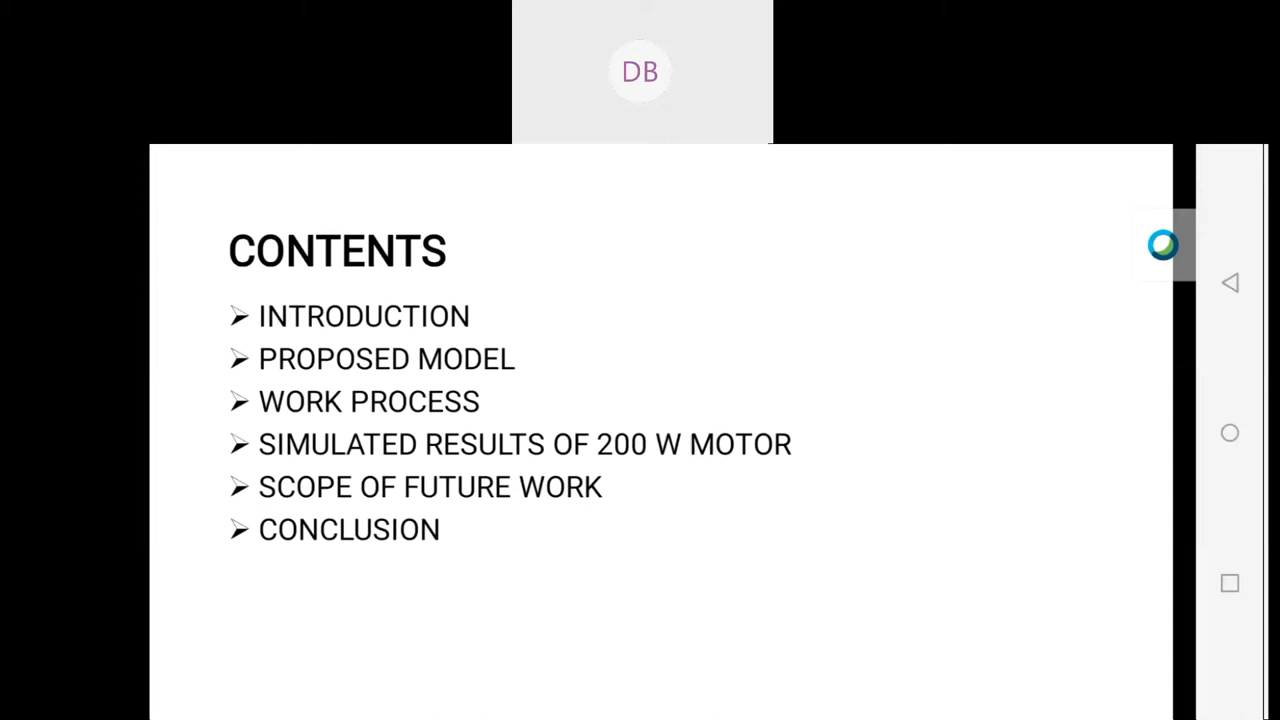 DB
CONTENTS
➢ INTRODUCTION
➢ PROPOSED MODEL
➢ WORK PROCESS
➢ SIMULATED RESULTS OF 200 W MOTOR
➢ SCOPE OF FUTURE WORK
➢ CONCLUSION